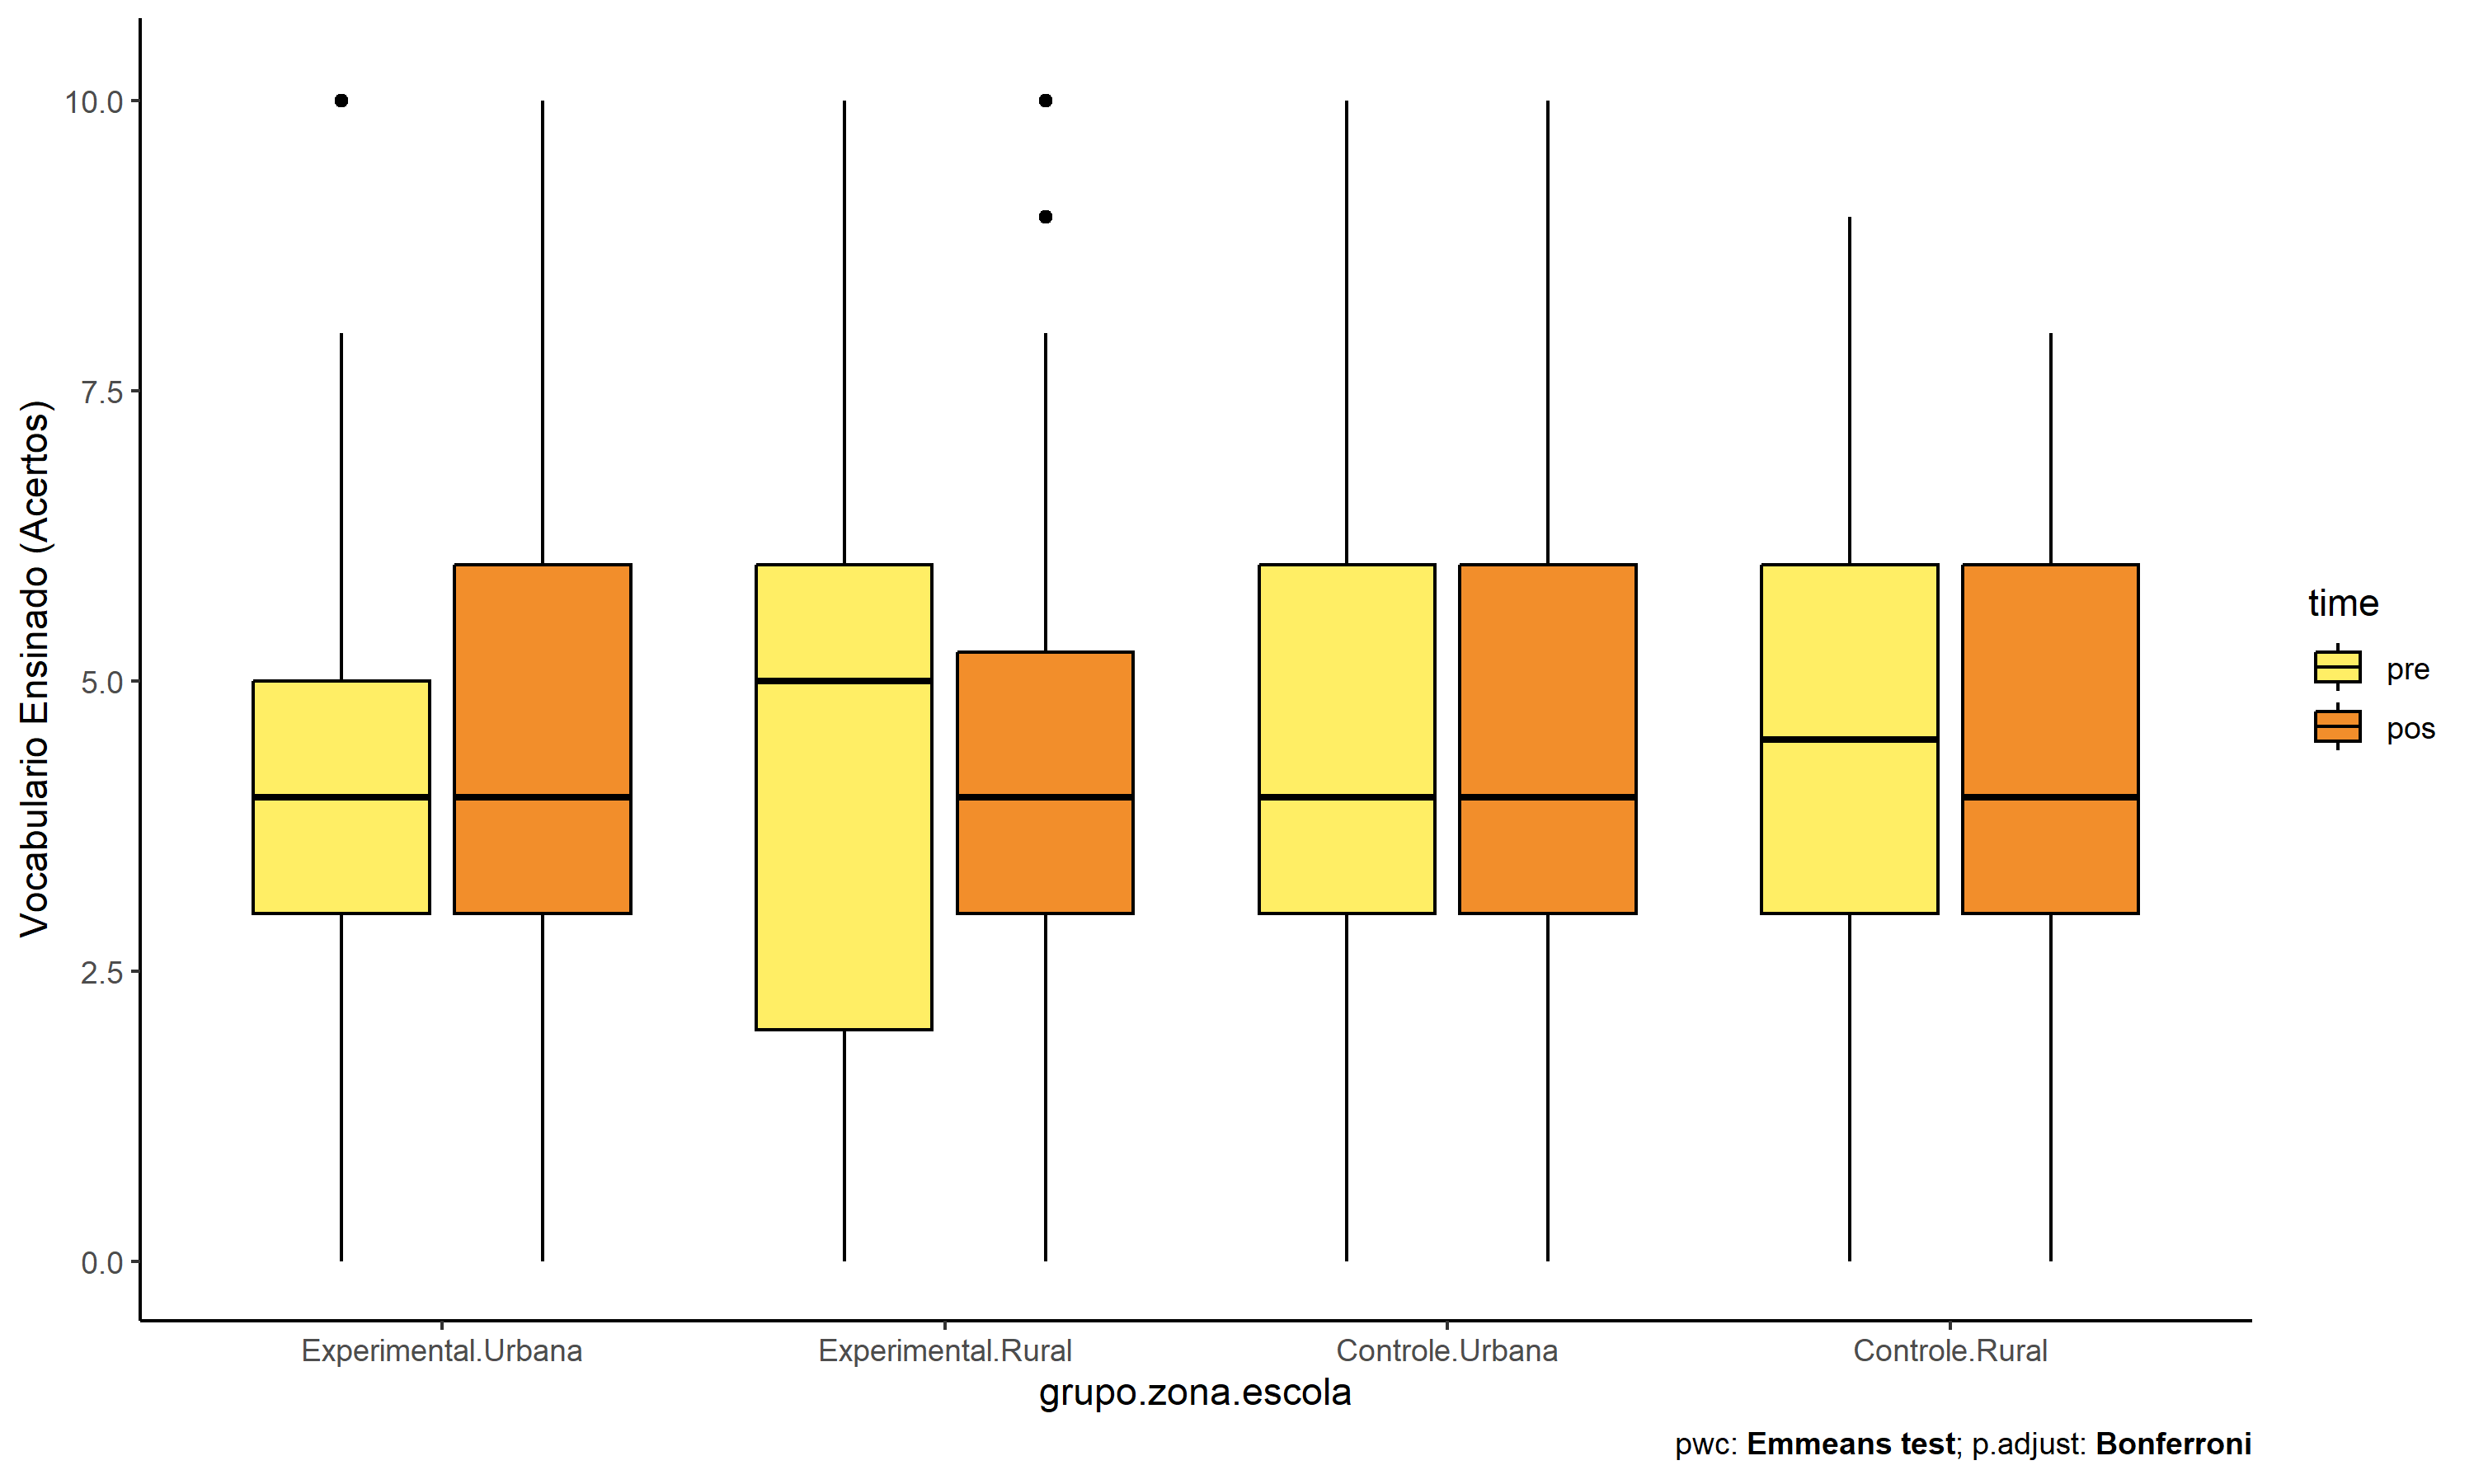 Vocabulario Ensinado (Acertos)
10.0
7.5
5.0
2.5
0.0
Experimental.Urbana
Experimental.Rural
Controle.Urbana
Controle.Rural
grupo.zona.escola
time
pre
pos
pwc: Emmeans test; p.adjust: Bonferroni